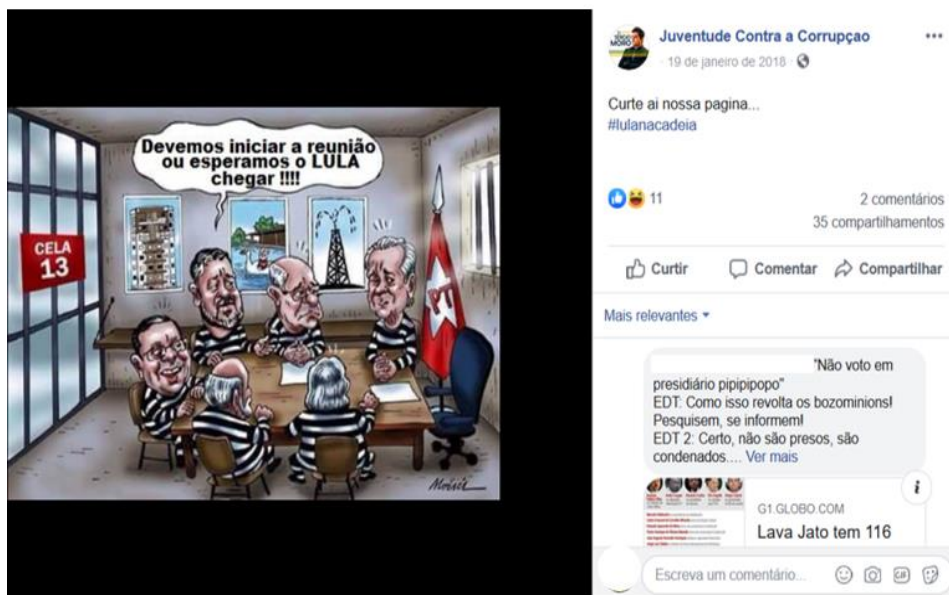 Devemos iniciar a reunião
ou esperamos o LULA
chegar !!!!
CELA
13
PT
Moisés
MORO
Juventude Contra a Corrupçao
19 de janeiro de 2018
Curte ai nossa pagina...
#lulanacadeia
11
2 comentários
35 compartilhamentos
Curtir
Comentar
Compartilhar
Mais relevantes
"Não voto em
presidiário pipipipopo"
EDT: Como isso revolta os bozominions!
Pesquisem, se informem!
EDT 2: Certo, não são presos, são
condenados.... Ver mais
G1.GLOBO.COM
Lava Jato tem 116
Escreva um comentário...
GIF